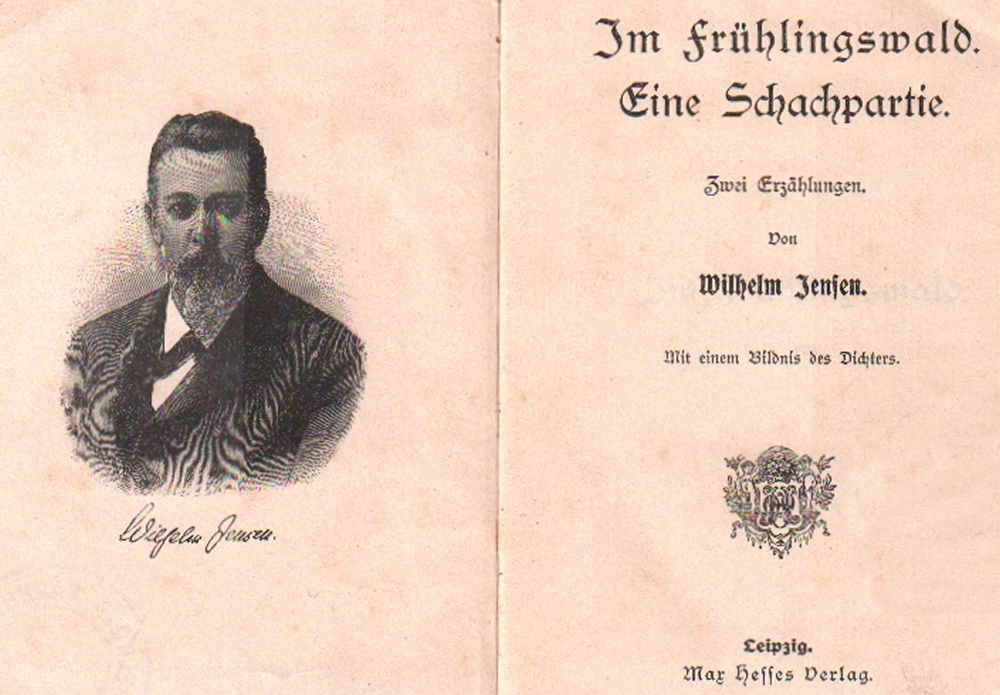 Wilhelm Jensen.
Im Frühlingswald.
Eine Schachpartie.
Zwei Erzählungen.
Von
Wilhelm Jensen.
Mit einem Bildnis des Dichters.
Leipzig.
Max Hesses Verlag.